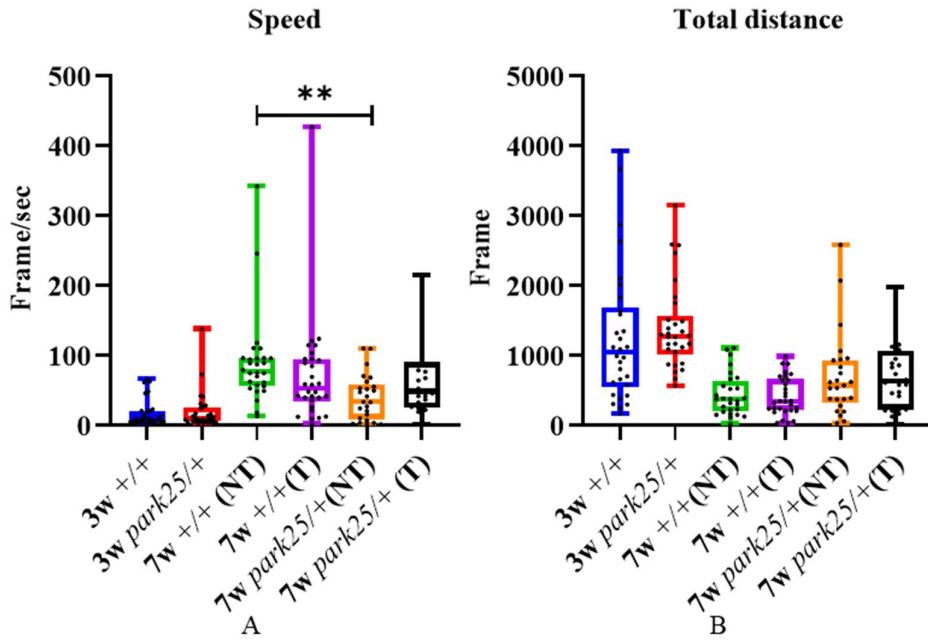 Speed
Frame/sec
500
400
300
200
100
0
**
3w +/+
3w park25/+
7w +/+ (NT)
7w +/+(T)
7w park25/+(NT)
7w park25/+ (T)
A
Total distance
Frame
5000
4000
3000
2000
1000
0
3w +/+
3w park25/+
7w +/+(NT)
7w +/+(T)
7w park25/+(NT)
7w park25/+(T)
B